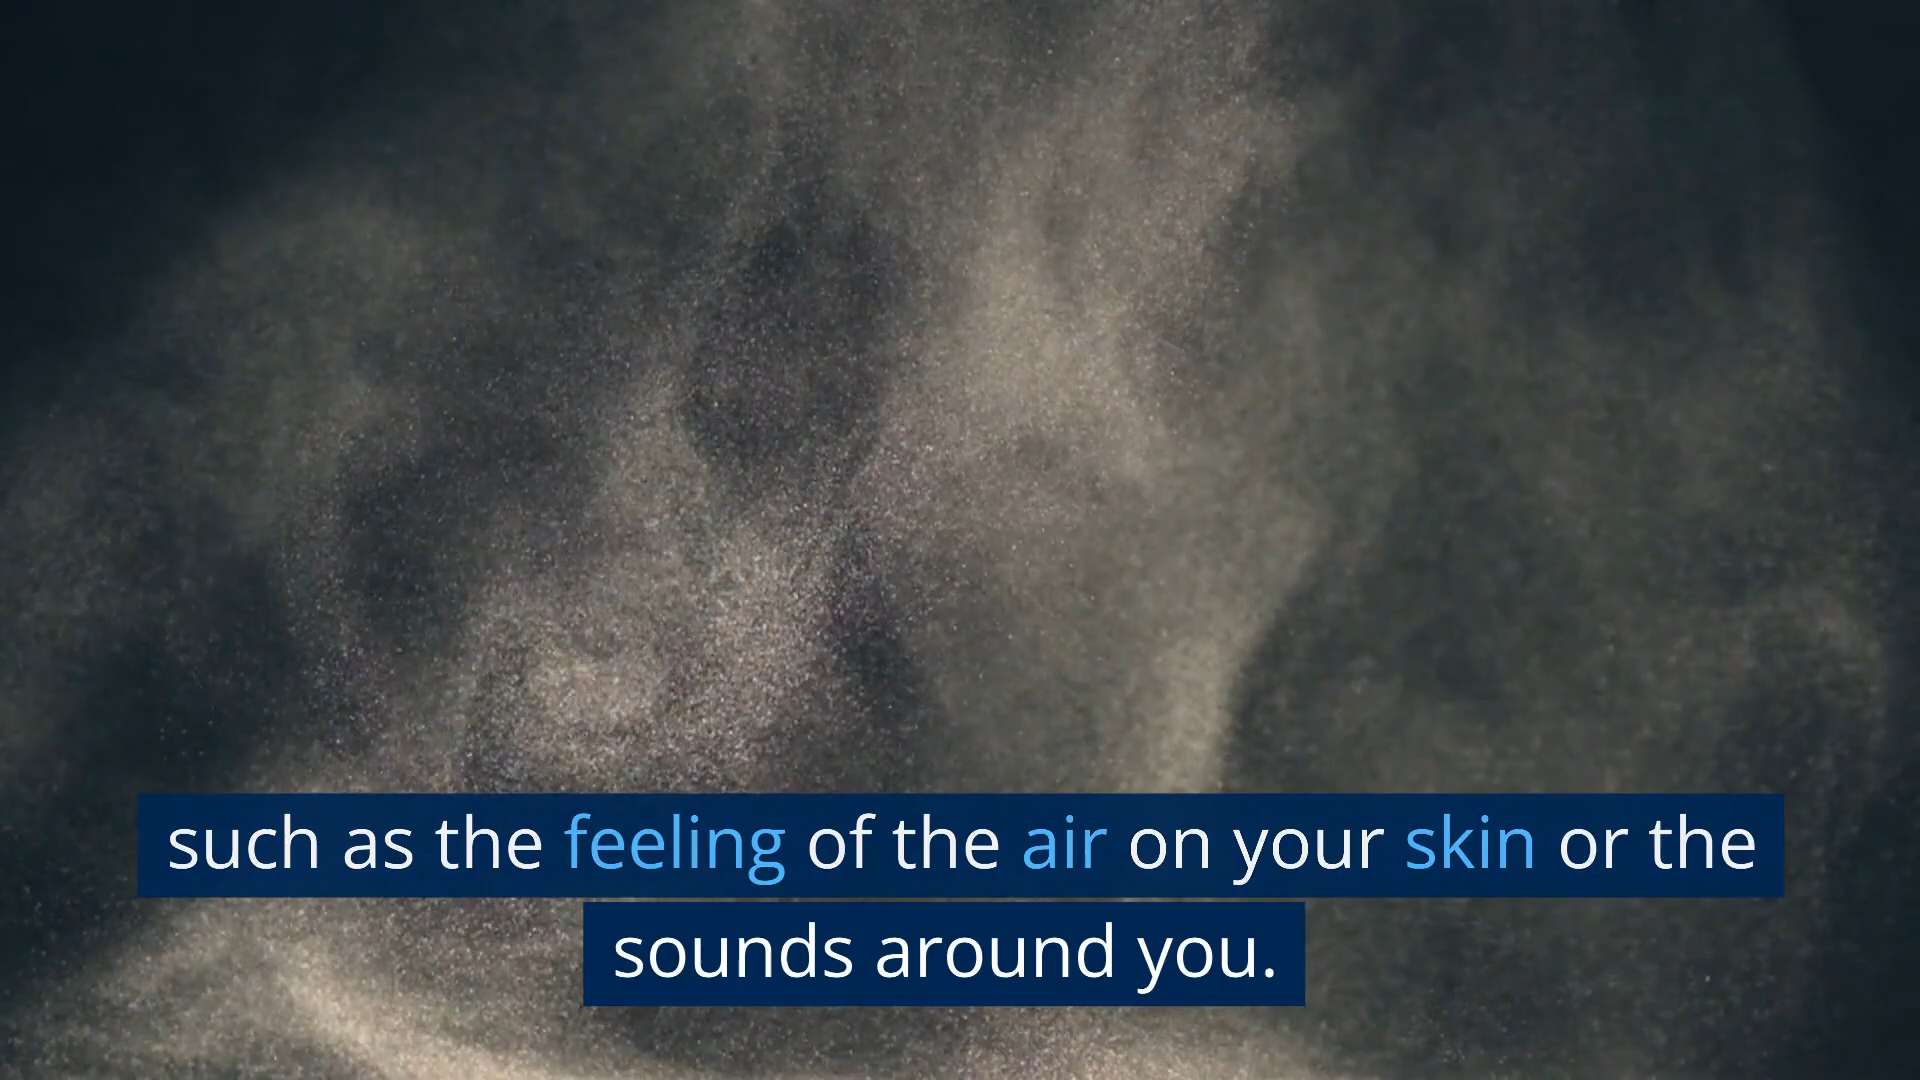 such as the feeling of the air on your skin or the
sounds around you.